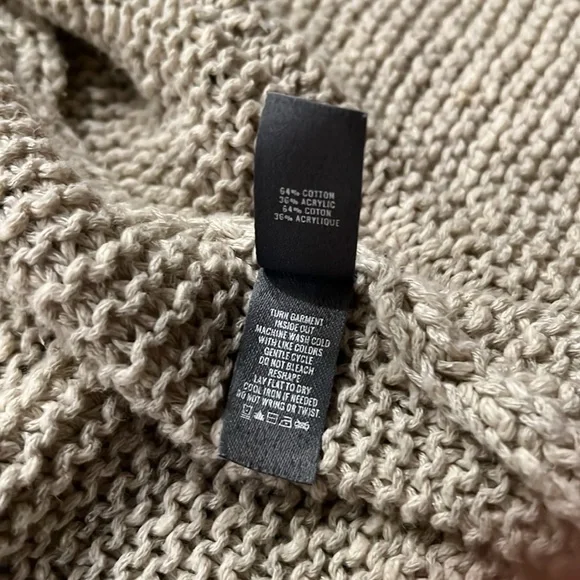 64% COTTON
36% ACRYLIC
64% COTON
36% ACRYLIQUE
TURN GARMENT
INSIDE OUT
MACHINE WASH COLD
WITH LIKE COLORS
GENTLE CYCLE
DO NOT BLEACH
RESHAPE
LAY FLAT TO DRY
COOL IRON IF NEEDED
DO NOT WRING OR TWIST.